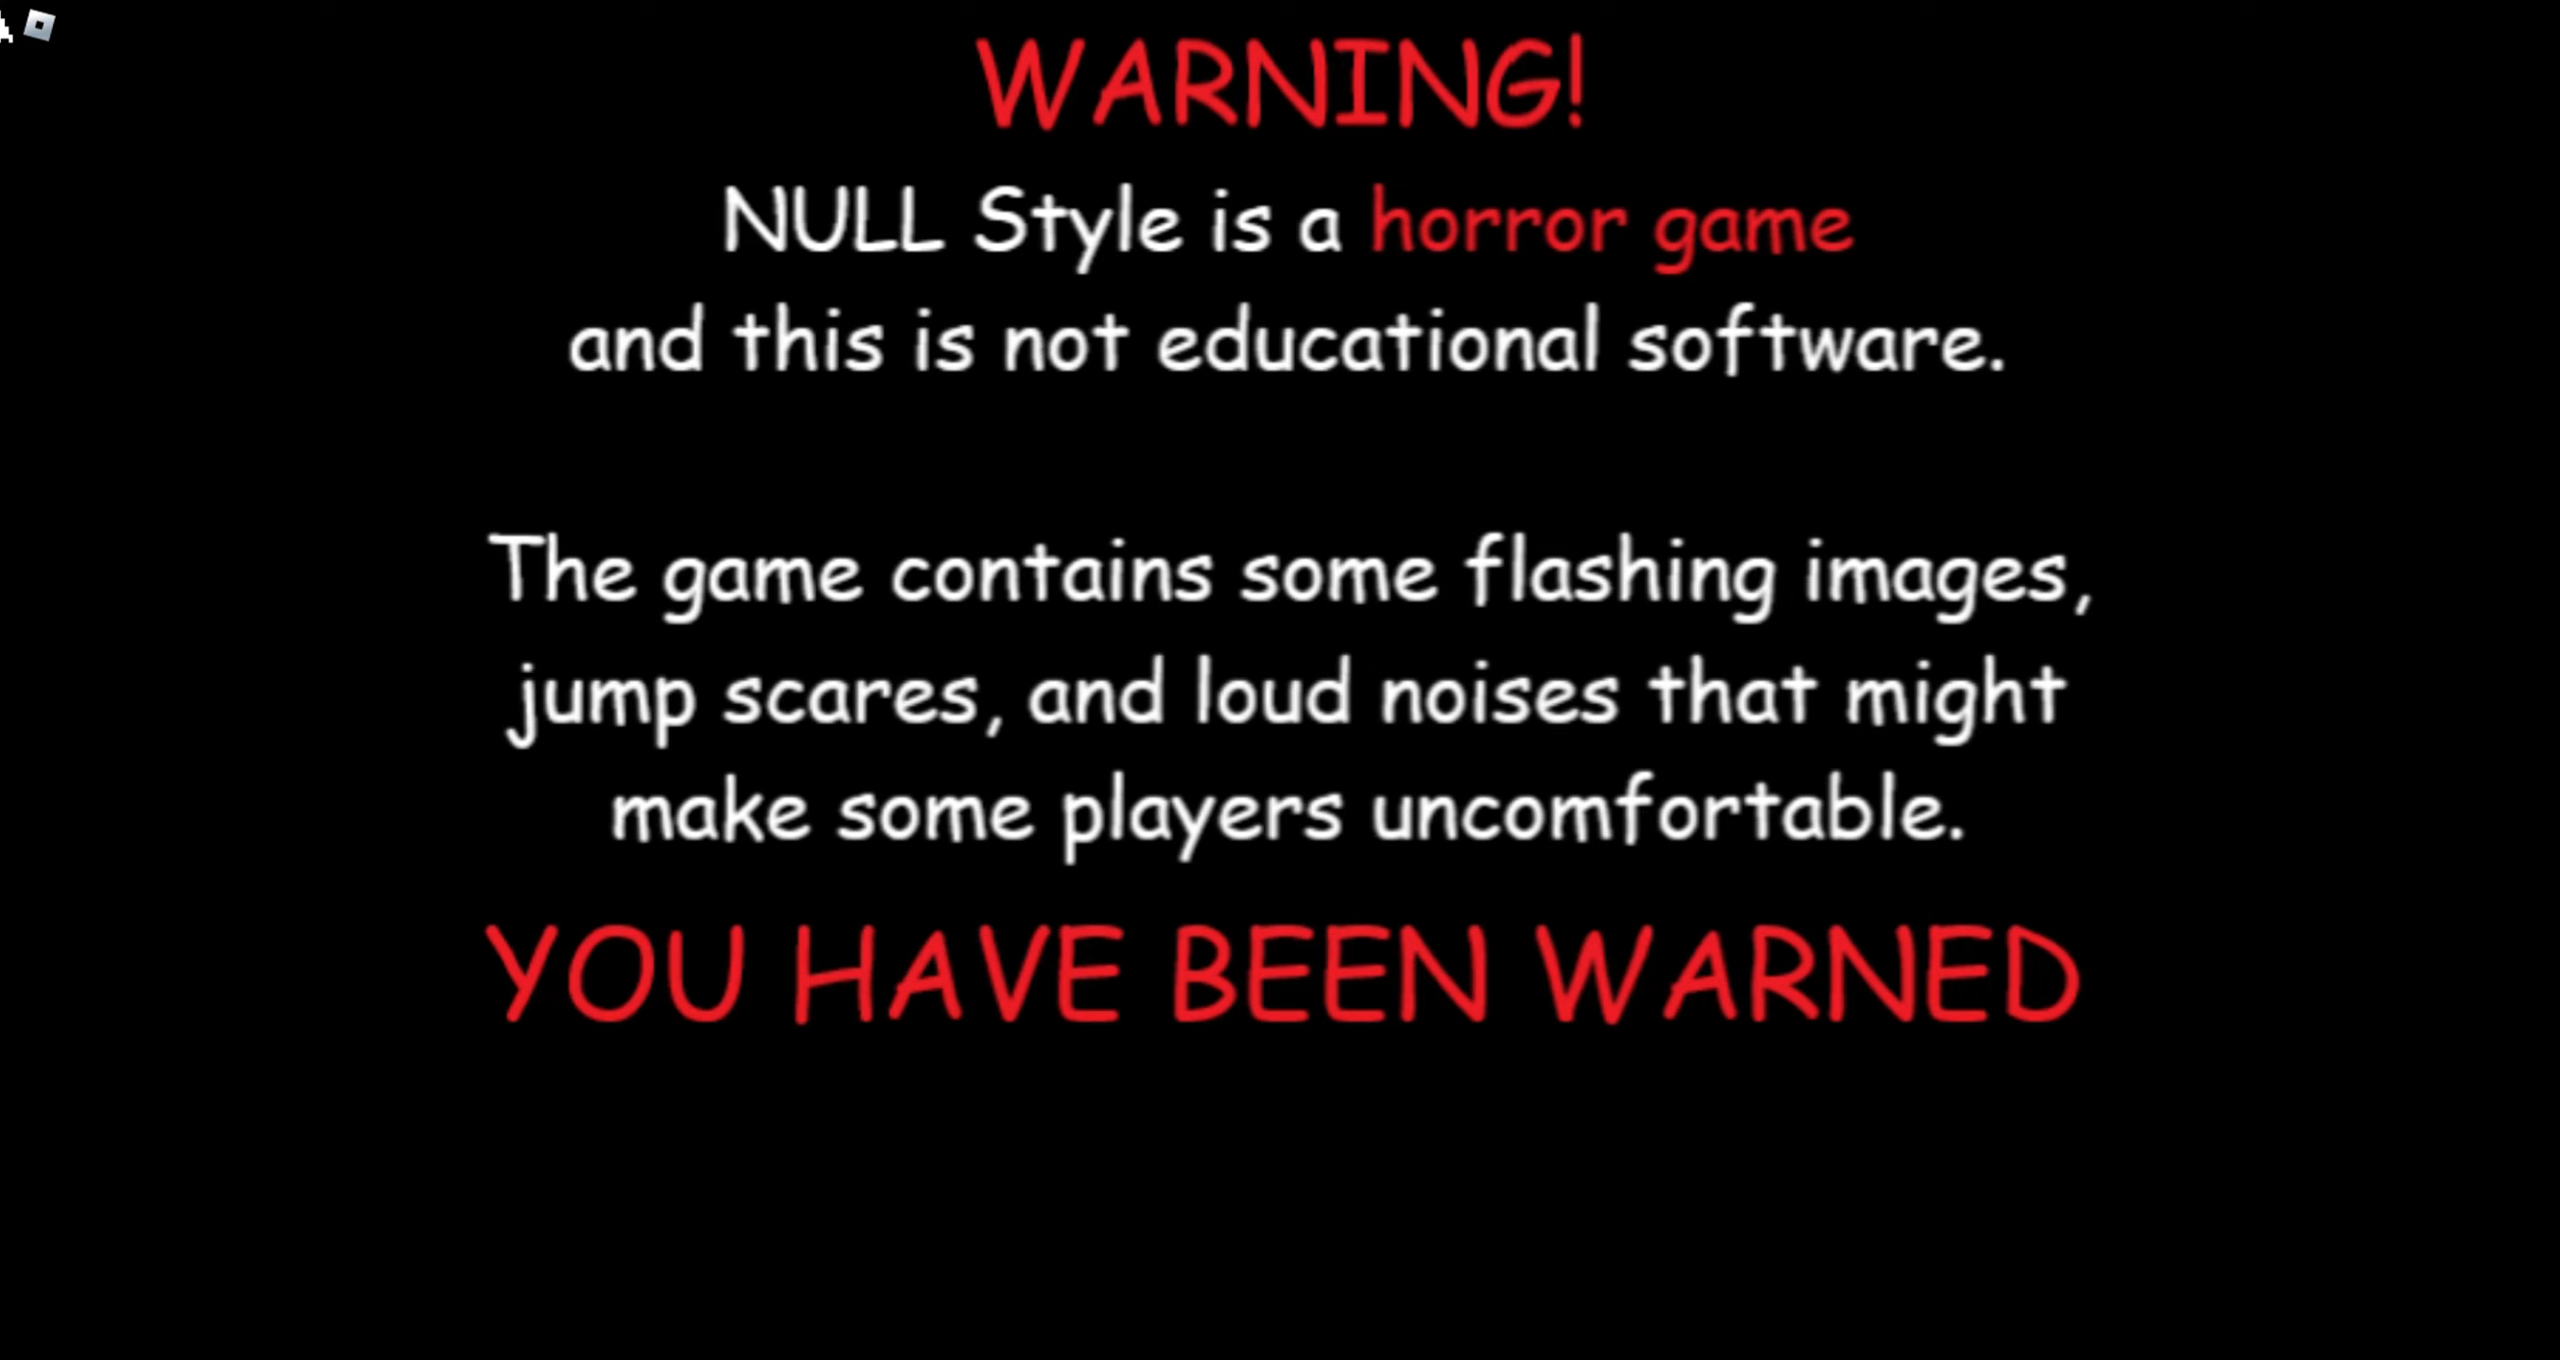 WARNING!
NULL Style is a horror game
and this is not educational software.
The game contains some flashing images,
jump scares, and loud noises that might
make some players uncomfortable.
YOU HAVE BEEN WARNED